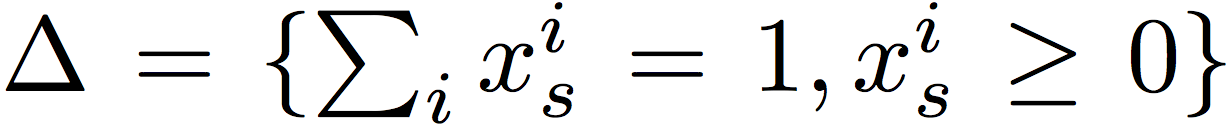 Δ = {∑_i x_s^i = 1, x_s^i ≥ 0}